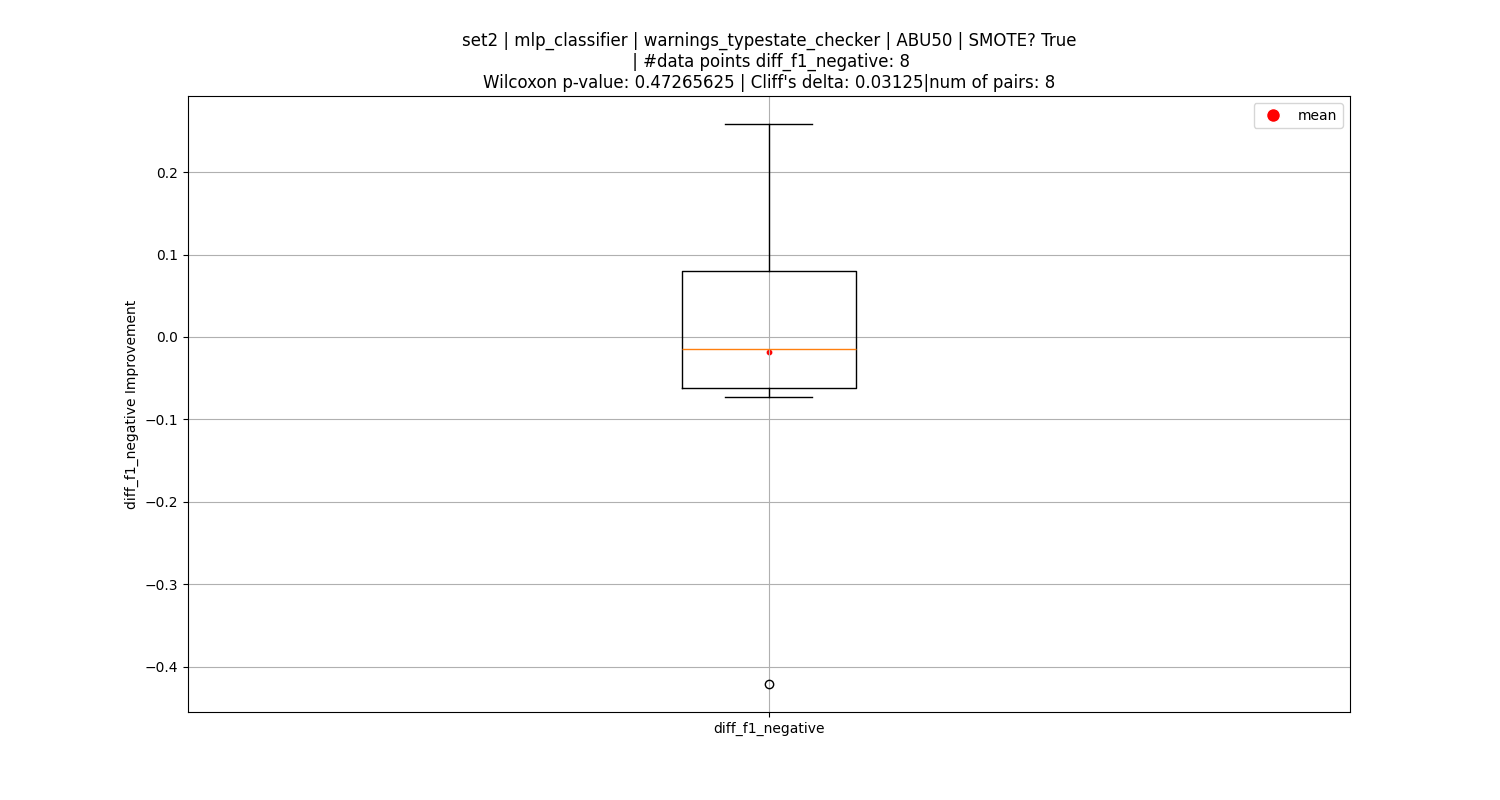 set2 | mlp_classifier | warnings_typestate_checker | ABU50 | SMOTE? True
| #data points diff_f1_negative: 8
Wilcoxon p-value: 0.47265625 | Cliff's delta: 0.03125|num of pairs: 8
mean
0.2
0.1
0.0
−0.1
−0.2
−0.3
−0.4
diff_f1_negative Improvement
diff_f1_negative